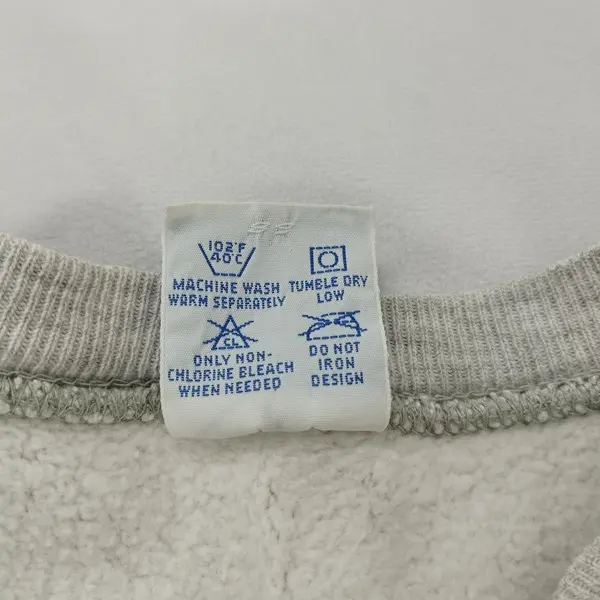 102°F
40°C
MACHINE WASH
WARM SEPARATELY
TUMBLE DRY
LOW
CL
ONLY NON-
CHLORINE BLEACH
WHEN NEEDED
DO NOT
IRON
DESIGN